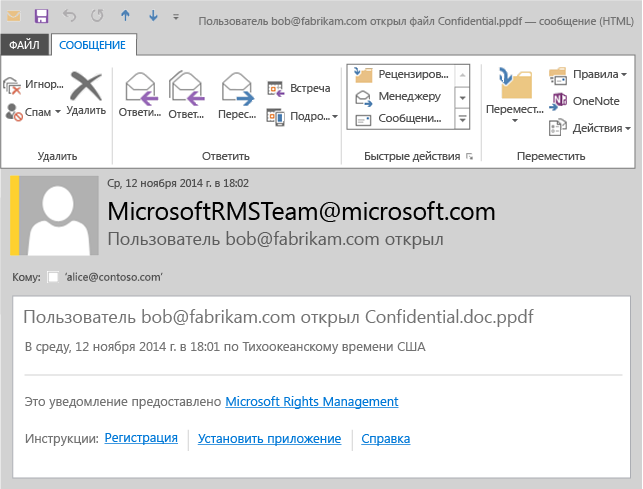 Пользователь bob@fabrikam.com открыл файл Confidential.ppdf — сообщение (HTML)
ФАЙЛ СООБЩЕНИЕ
Игнор... Спам Удалить
Ответи... Ответ... Перес... Встреча Подро...
Рецензиров... Менеджеру Сообщени...
Перемест... Правила OneNote Действия
Удалить Ответить Быстрые действия Переместить
Ср, 12 ноября 2014 г. в 18:02
MicrosoftRMSTeam@microsoft.com
Пользователь bob@fabrikam.com открыл
Кому: 'alice@contoso.com'
Пользователь bob@fabrikam.com открыл Confidential.doc.ppdf
В среду, 12 ноября 2014 г. в 18:01 по Тихоокеанскому времени США
Это уведомление предоставлено Microsoft Rights Management
Инструкции: Регистрация Установить приложение Справка